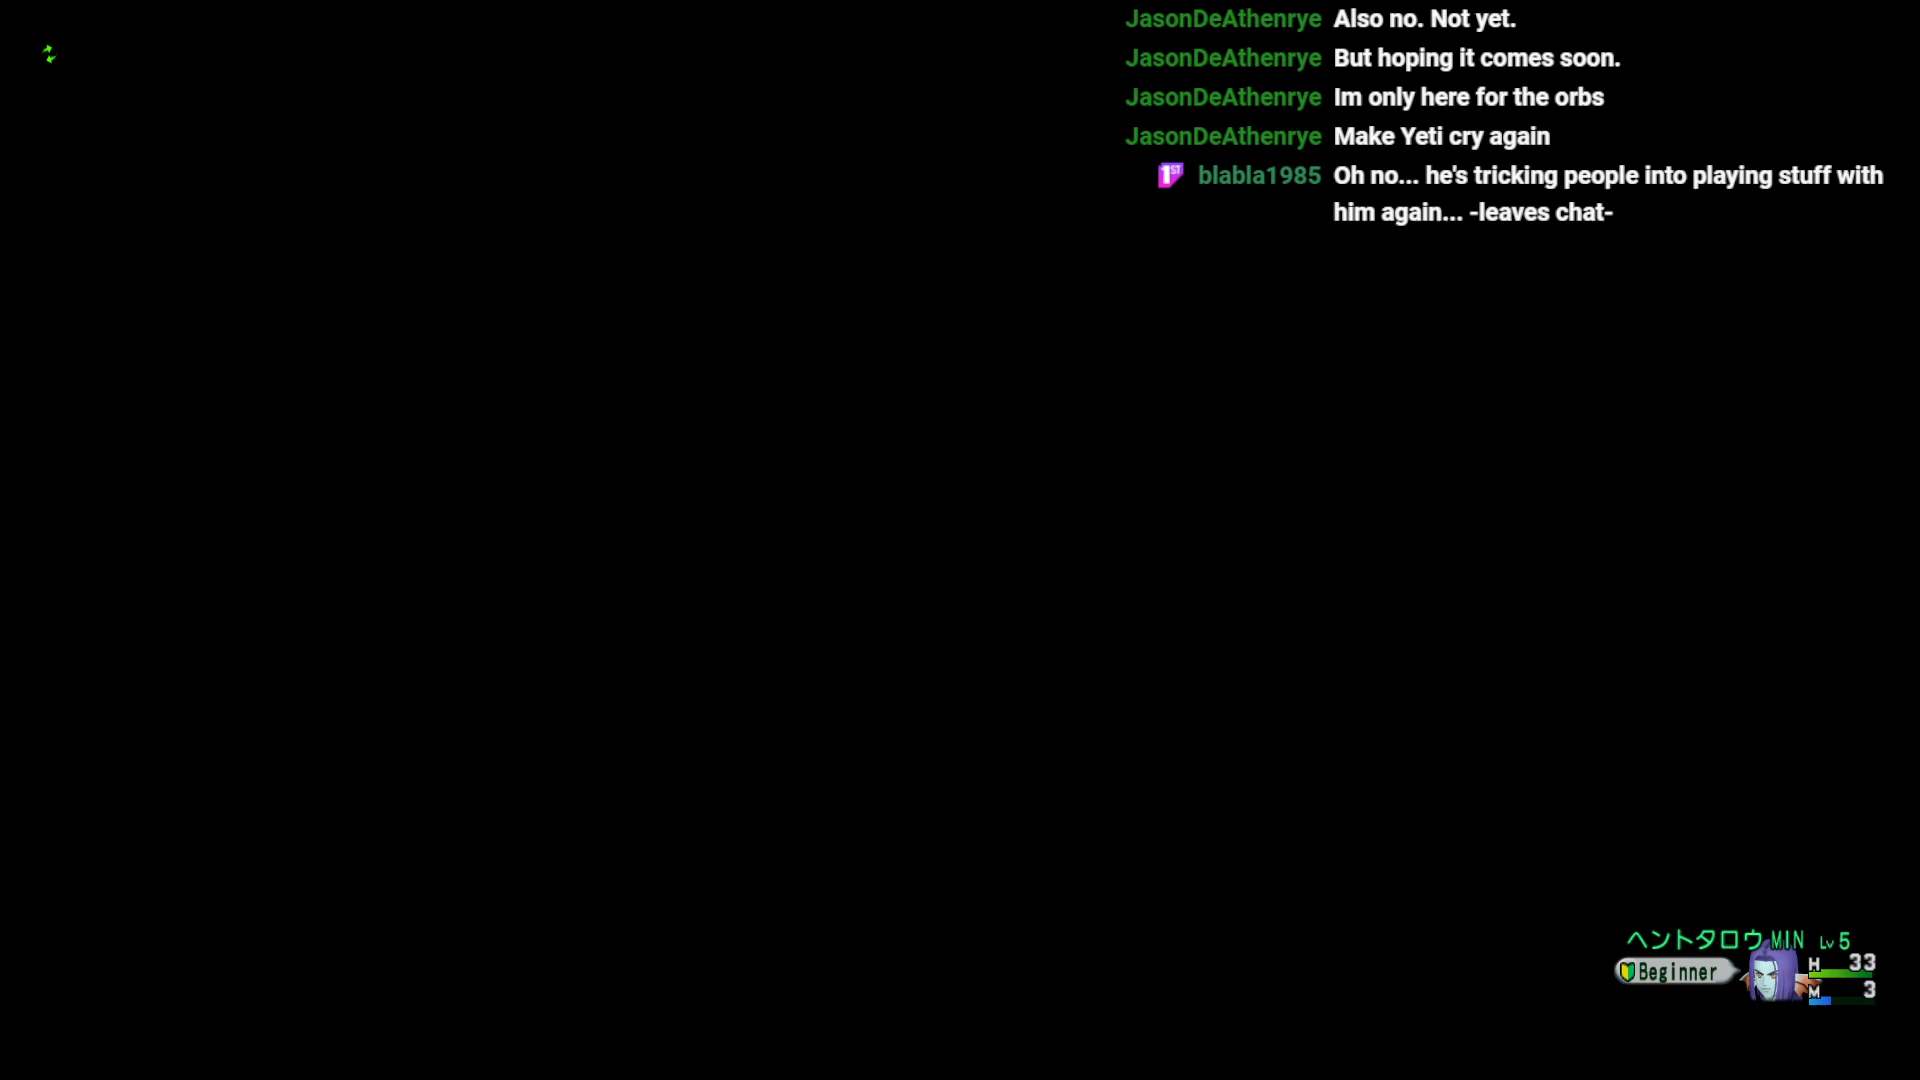 JasonDeAthenrye Also no. Not yet.
JasonDeAthenrye But hoping it comes soon.
JasonDeAthenrye Im only here for the orbs
JasonDeAthenrye Make Yeti cry again
1ST blabla1985 Oh no... he's tricking people into playing stuff with
him again... -leaves chat-
ヘントタロウ MIN Lv 5
Beginner H 33
M 3